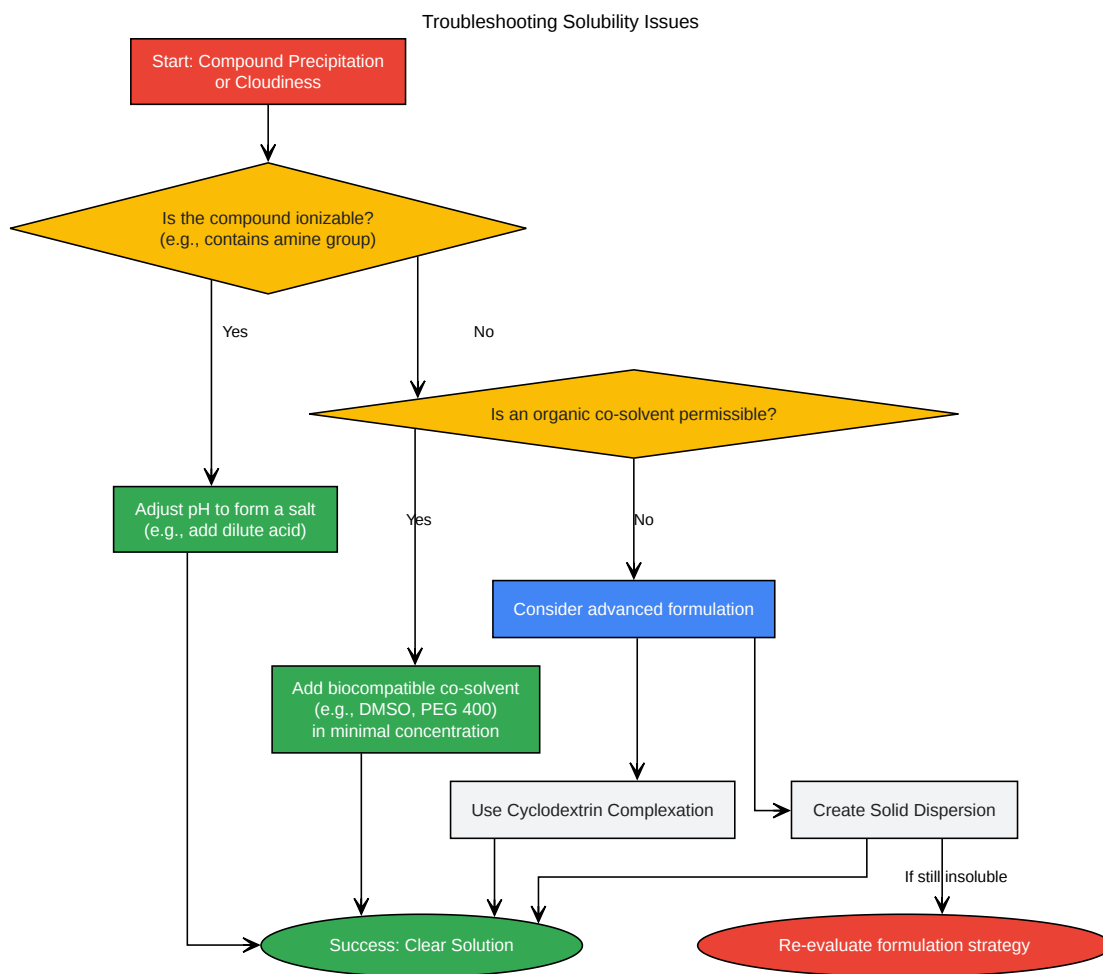 Troubleshooting Solubility Issues
Start: Compound Precipitation
or Cloudiness
Is the compound ionizable?
(e.g., contains amine group)
Yes
No
Is an organic co-solvent permissible?
Adjust pH to form a salt
(e.g., add dilute acid)
Yes
No
Consider advanced formulation
Add biocompatible co-solvent
(e.g., DMSO, PEG 400)
in minimal concentration
Use Cyclodextrin Complexation
Create Solid Dispersion
If still insoluble
Success: Clear Solution
Re-evaluate formulation strategy